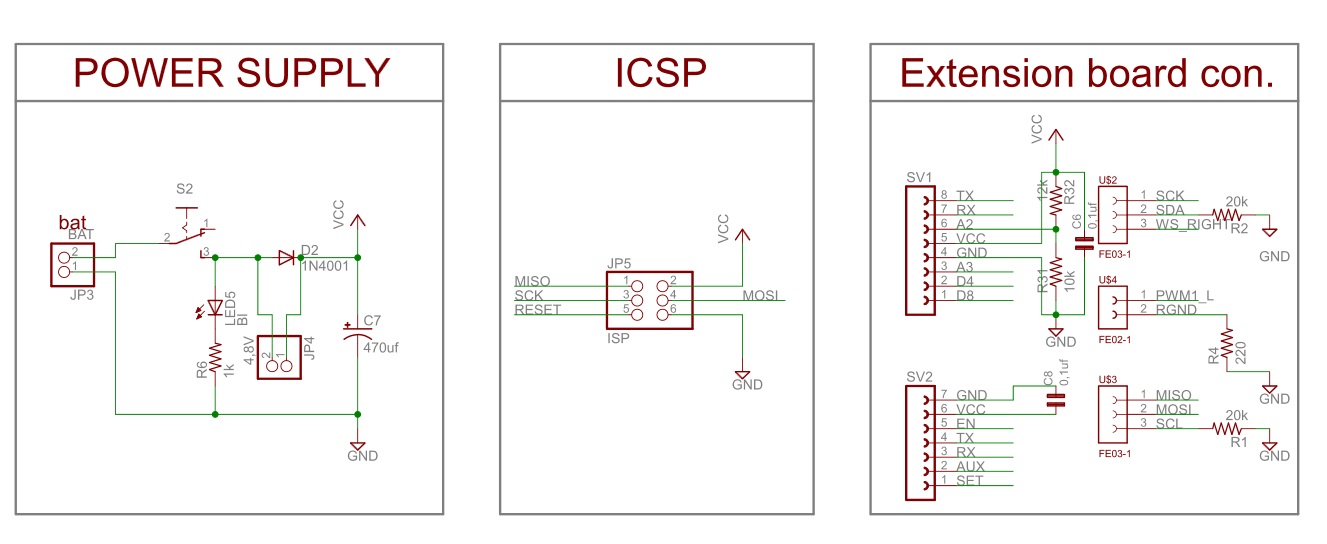 POWER SUPPLY
S2
1
2
3
bat
BAT
2
1
JP3
D2
1N4001
VCC
LED5
BI
R6
1k
4,8V
2
1
JP4
C7
470uf
GND
ICSP
VCC
JP5
MISO
SCK
RESET
1
3
5
2
4
6
MOSI
ISP
GND
Extension board con.
VCC
SV1
8 TX
7 RX
6 A2
5 VCC
4 GND
3 A3
2 D4
1 D8
12k
R32
R31
10k
C6
0,1uf
GND
U$2
1 SCK
2 SDA
3 WS_RIGHT
FE03-1
20k
R2
GND
U$4
1 PWM1_L
2 RGND
FE02-1
R4
220
GND
SV2
7 GND
6 VCC
5 EN
4 TX
3 RX
2 AUX
1 SET
C8
0,1uf
U$3
1 MISO
2 MOSI
3 SCL
FE03-1
20k
R1
GND